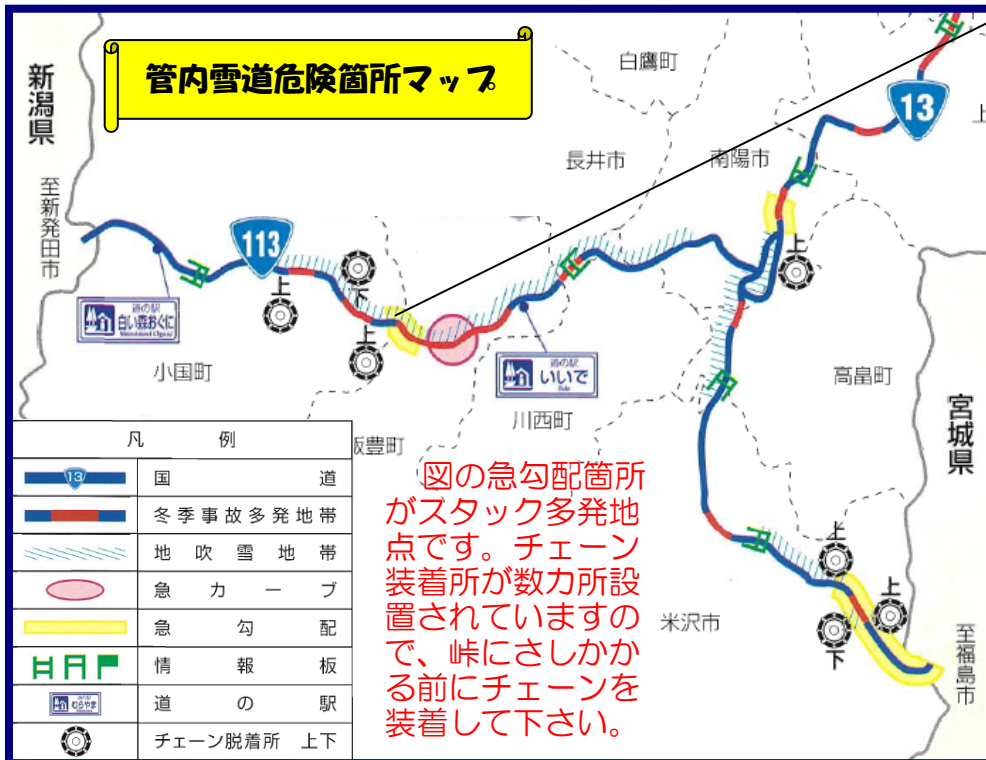 管内雪道危険箇所マップ
新潟県
至新発田市
白鷹町
長井市
南陽市
13
上
113
上
下
上
上
道の駅
白い森おぐに
小国町
道の駅
いいで
川西町
飯豊町
高畠町
宮城県
凡例
13
国道
冬季事故多発地帯
地吹雪地帯
急カーブ
急勾配
情報板
むらやま
道の駅
チェーン脱着所 上下
図の急勾配箇所
がスタック多発地
点です。チェーン
装着所が数カ所設
置されていますの
で、峠にさしかか
る前にチェーンを
装着して下さい。
米沢市
上
上
下
至福島市